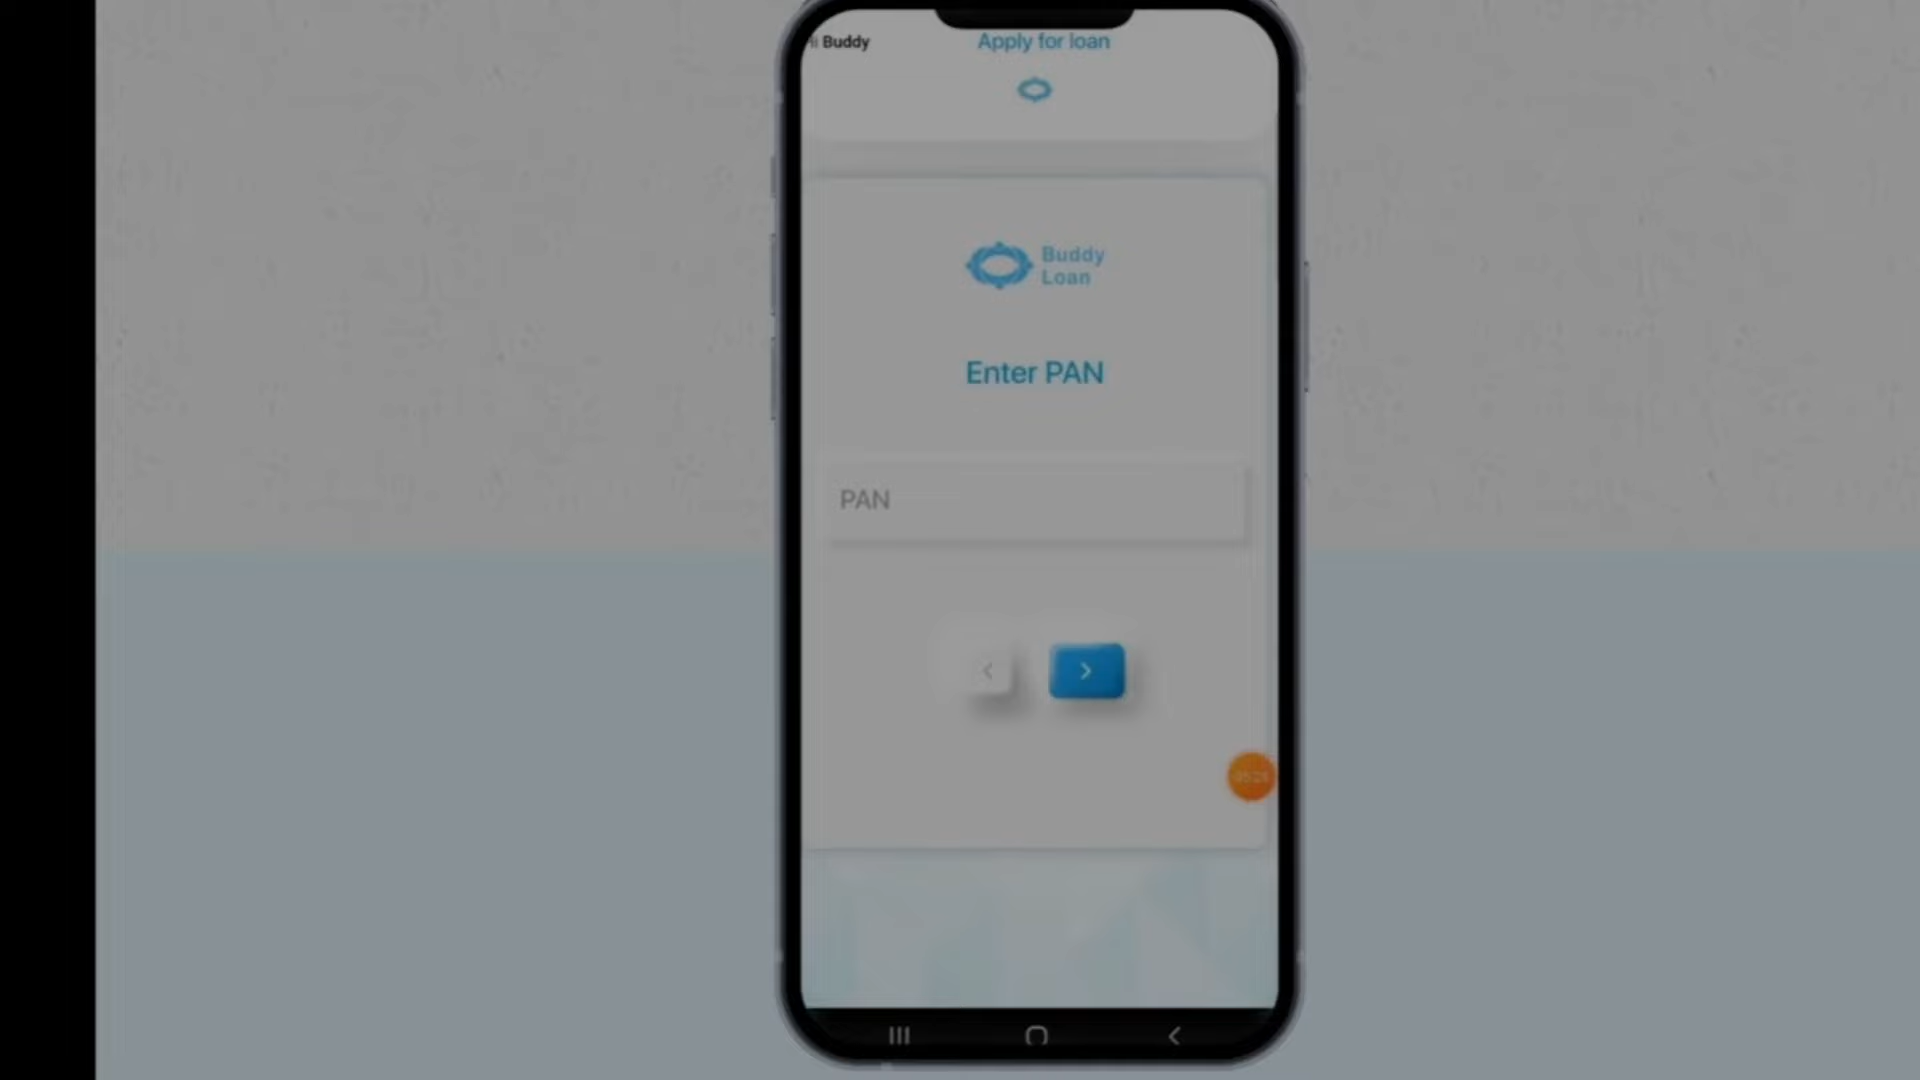 Hi Buddy
Apply for loan
Buddy
Loan
Enter PAN
PAN